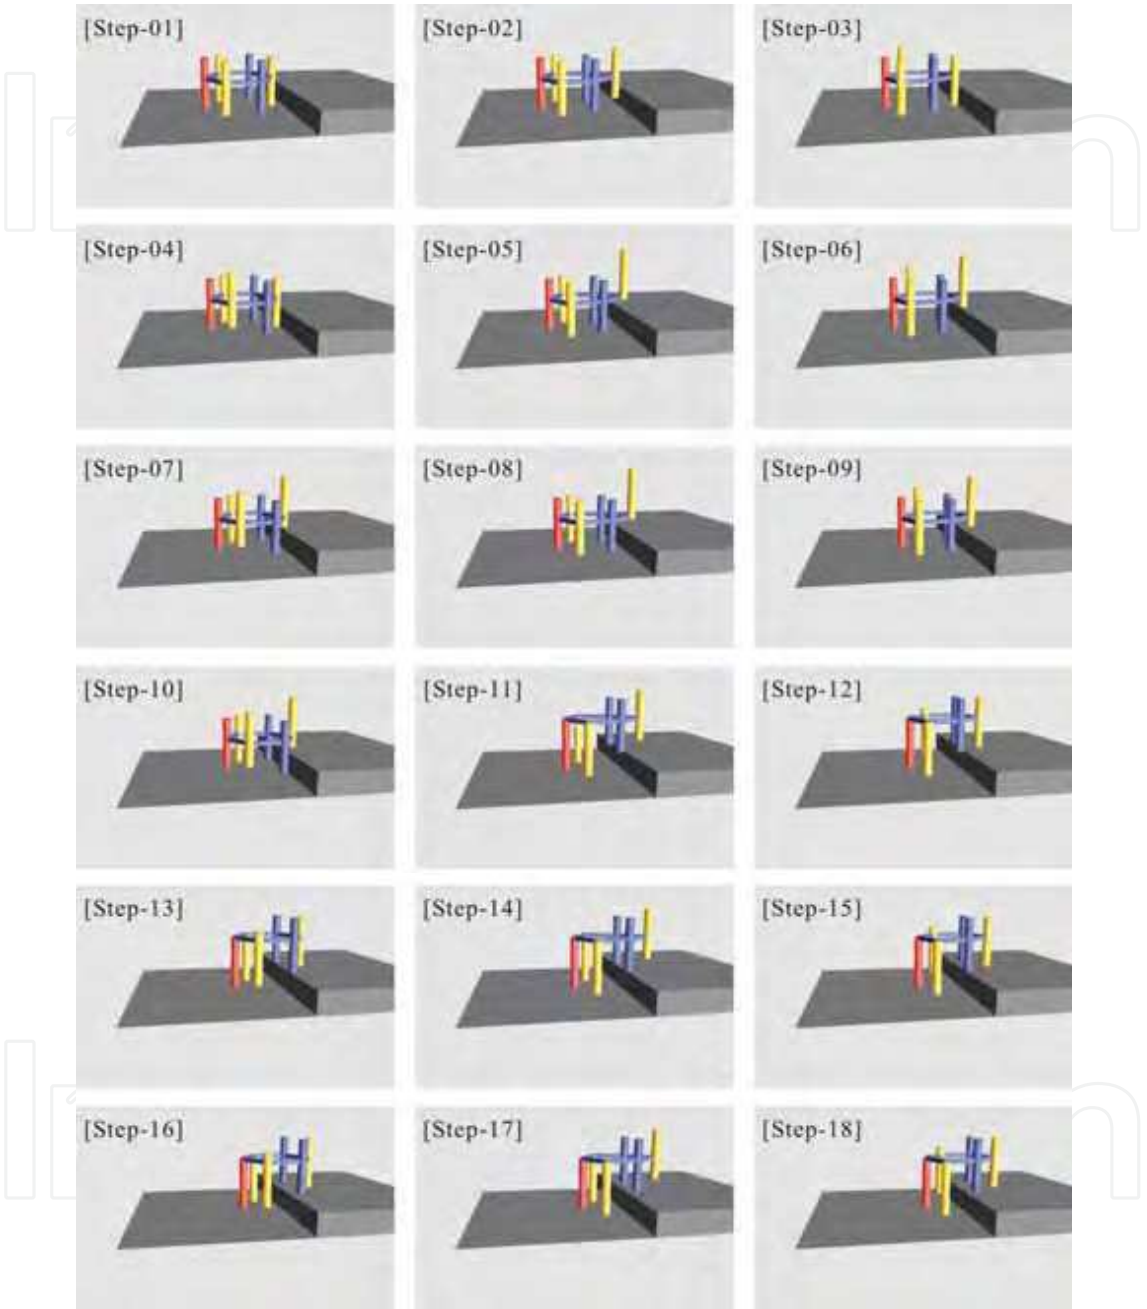 [Step-01] [Step-02] [Step-03]
[Step-04] [Step-05] [Step-06]
[Step-07] [Step-08] [Step-09]
[Step-10] [Step-11] [Step-12]
[Step-13] [Step-14] [Step-15]
[Step-16] [Step-17] [Step-18]